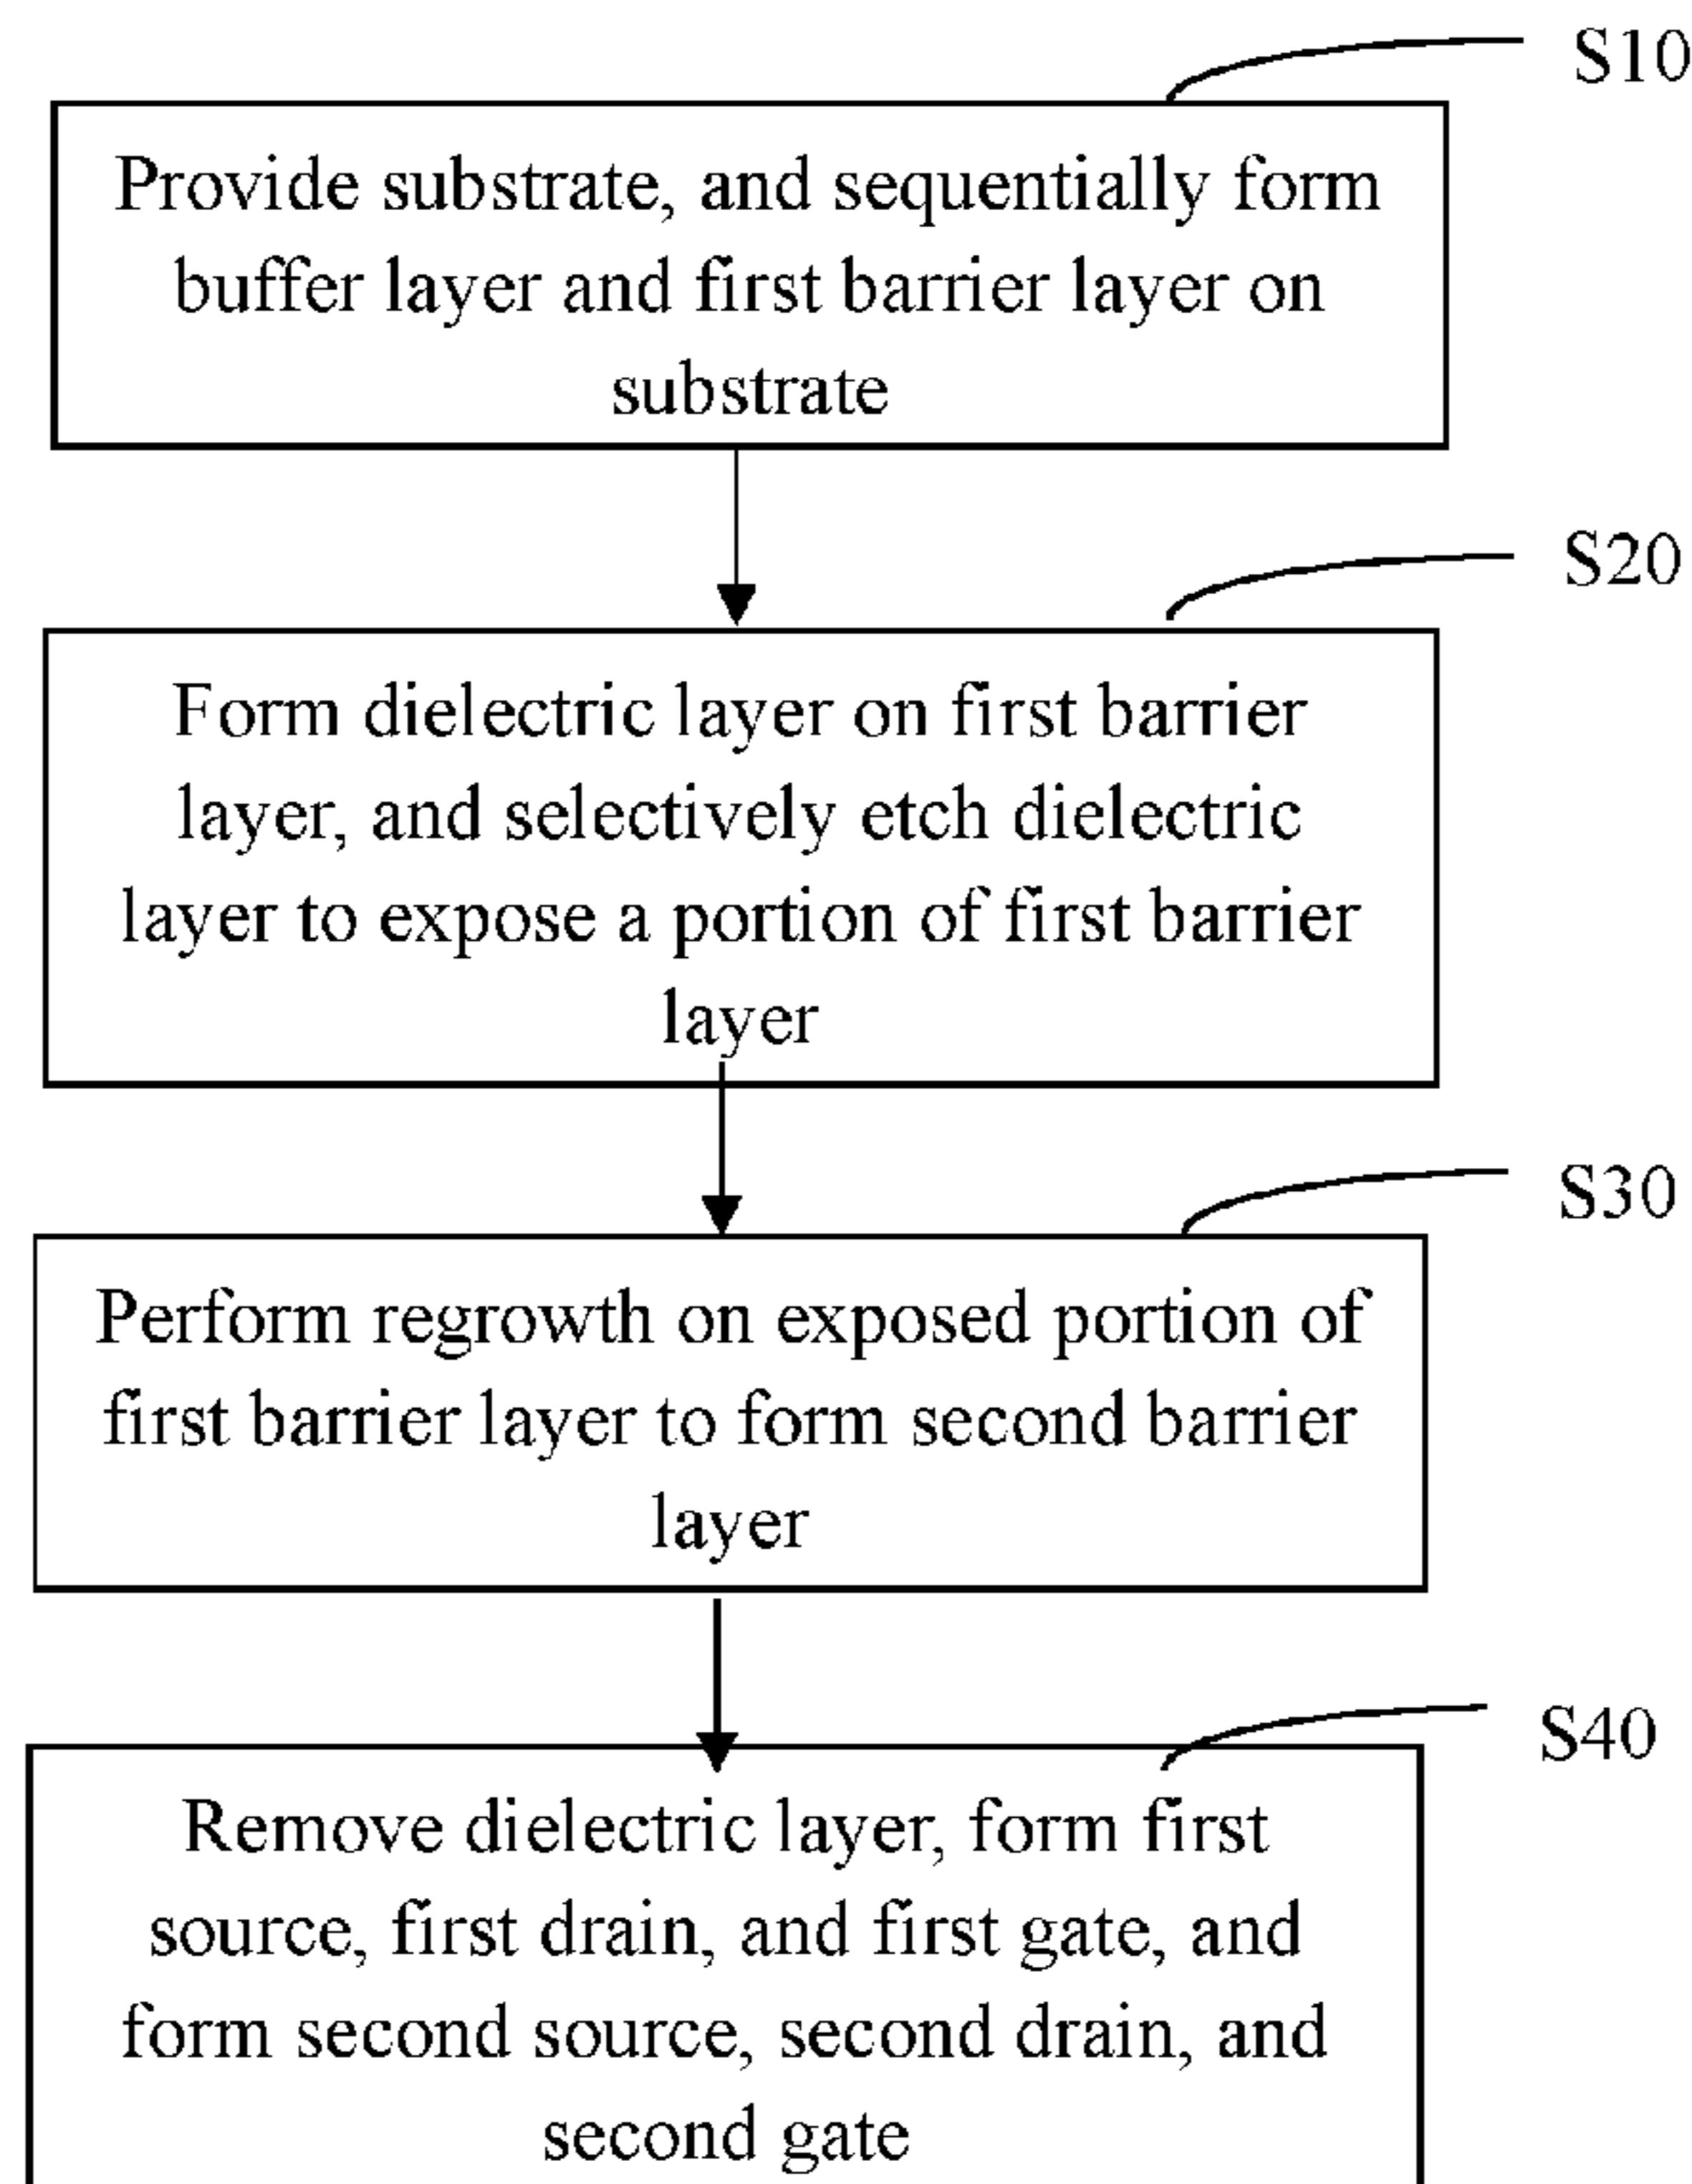 S10
Provide substrate, and sequentially form
buffer layer and first barrier layer on
substrate
S20
Form dielectric layer on first barrier
layer, and selectively etch dielectric
layer to expose a portion of first barrier
layer
S30
Perform regrowth on exposed portion of
first barrier layer to form second barrier
layer
S40
Remove dielectric layer, form first
source, first drain, and first gate, and
form second source, second drain, and
second gate